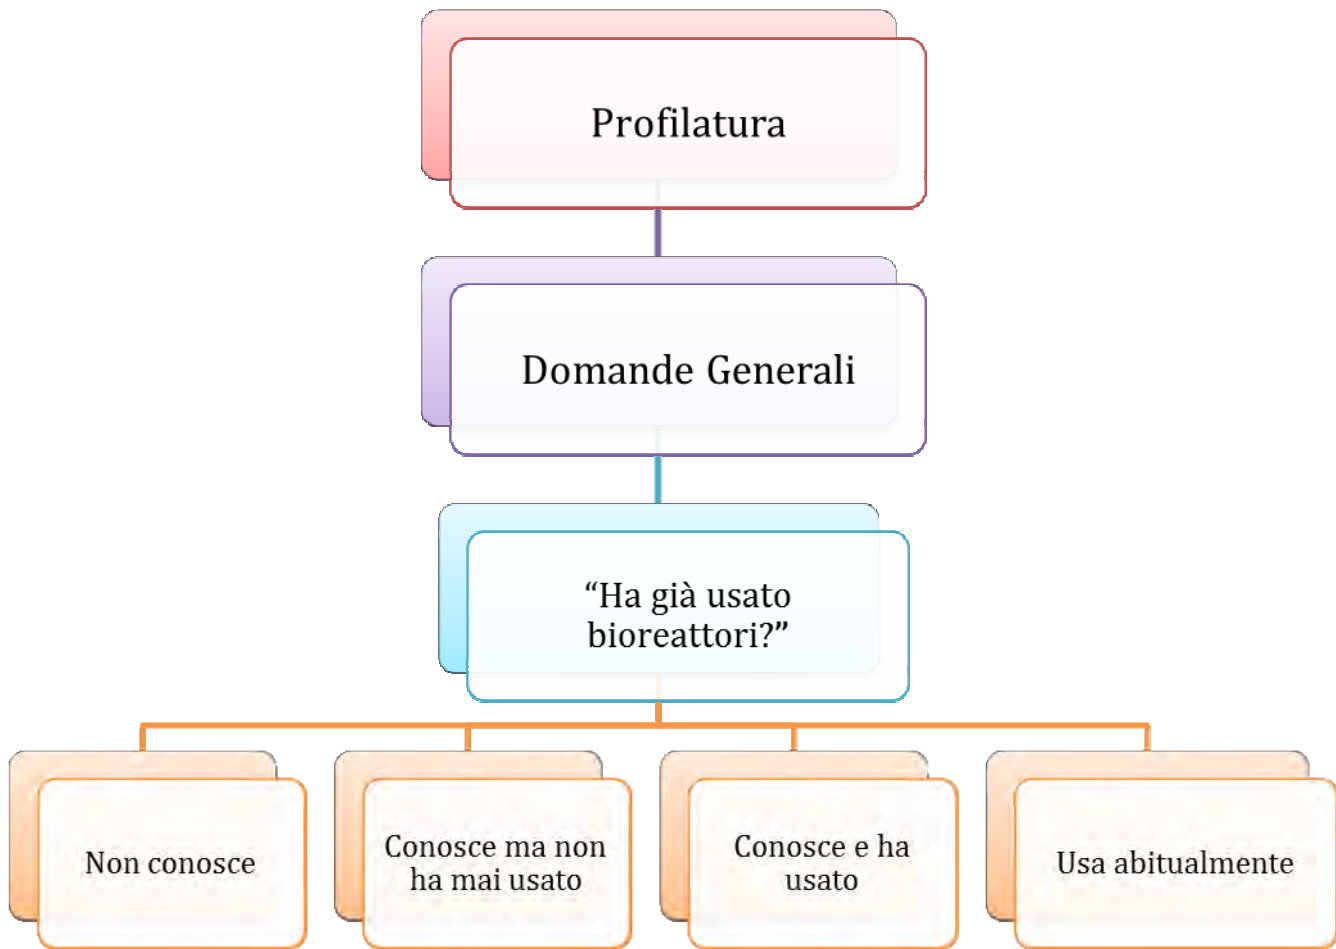 Profilatura
Domande Generali
“Ha già usato
bioreattori?”
Non conosce
Conosce ma non
ha mai usato
Conosce e ha
usato
Usa abitualmente